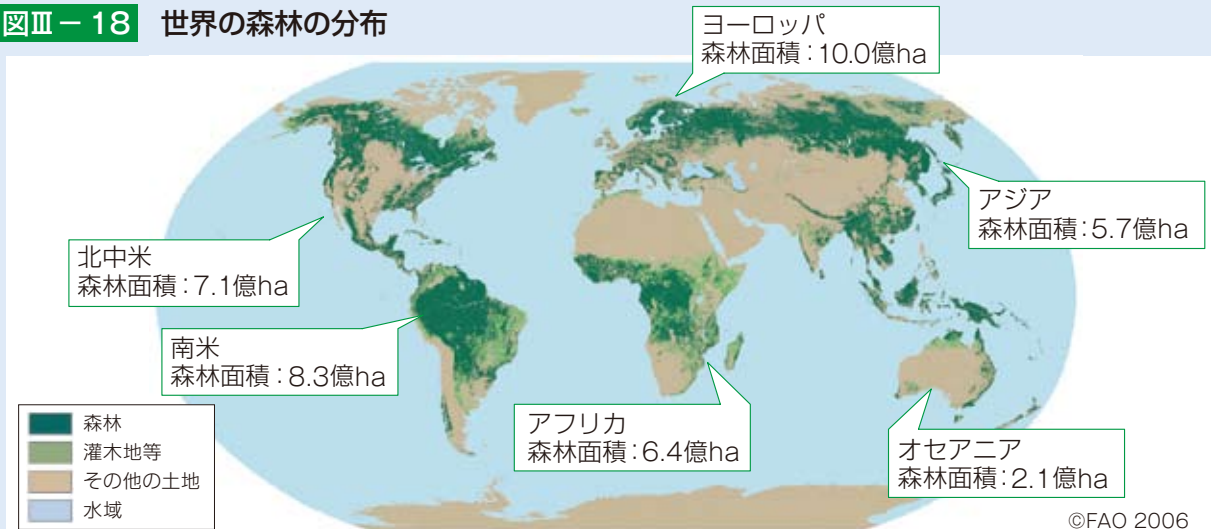 図Ⅲ－18 世界の森林の分布
ヨーロッパ
森林面積：10.0億ha
アジア
森林面積：5.7億ha
北中米
森林面積：7.1億ha
南米
森林面積：8.3億ha
アフリカ
森林面積：6.4億ha
オセアニア
森林面積：2.1億ha
森林
灌木地等
その他の土地
水域
©FAO 2006